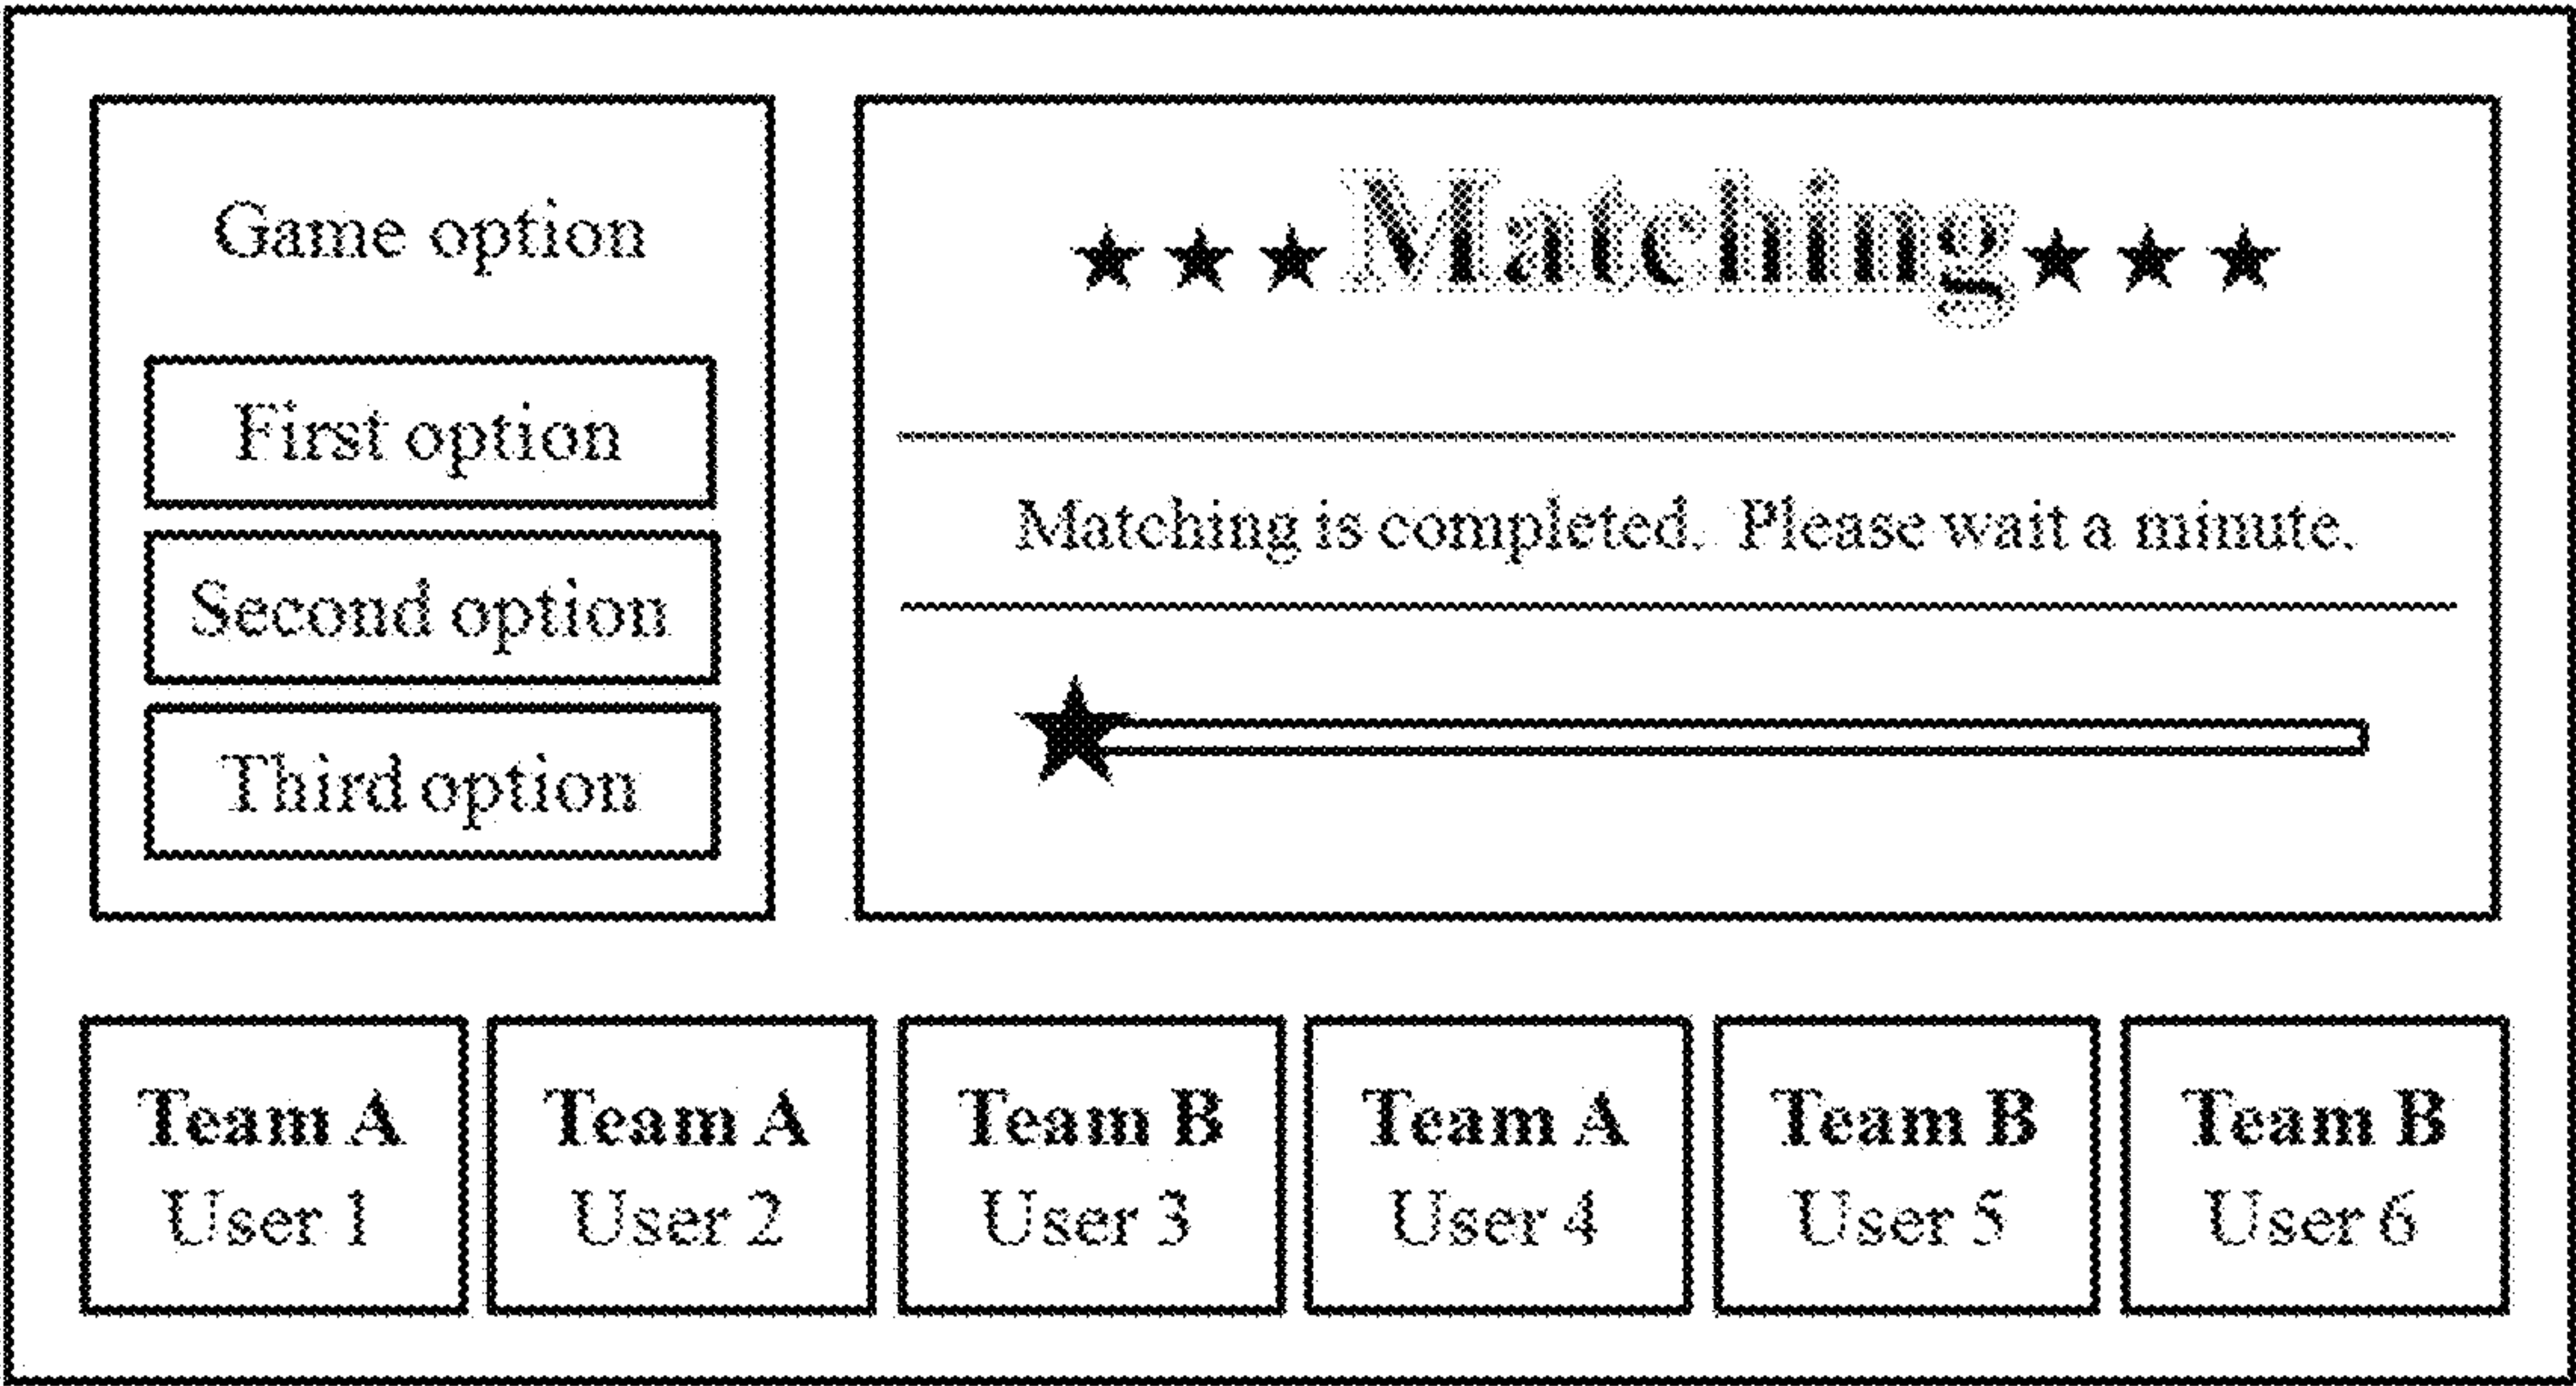 Game option
First option
Second option
Third option
★ ★ ★ Matching ★ ★ ★
Matching is completed. Please wait a minute.
Team A
User 1
Team A
User 2
Team B
User 3
Team A
User 4
Team B
User 5
Team B
User 6